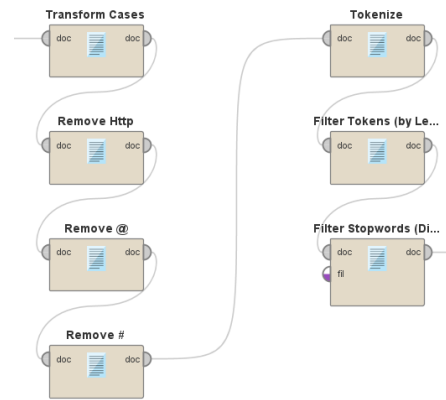 Transform Cases
doc doc
Remove Http
doc doc
Remove @
doc doc
Remove #
doc doc
Tokenize
doc doc
Filter Tokens (by Le...
doc doc
Filter Stopwords (Di...
doc doc
fil